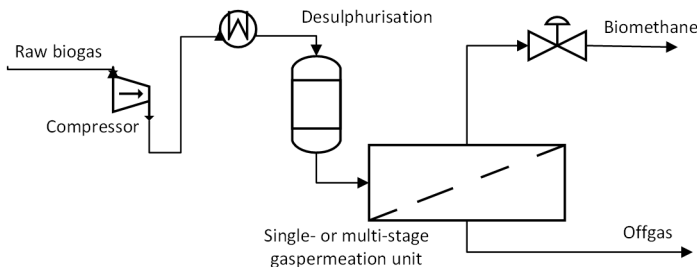 Desulphurisation
Biomethane
Raw biogas
Compressor
Single- or multi-stage
gaspermeation unit
Offgas